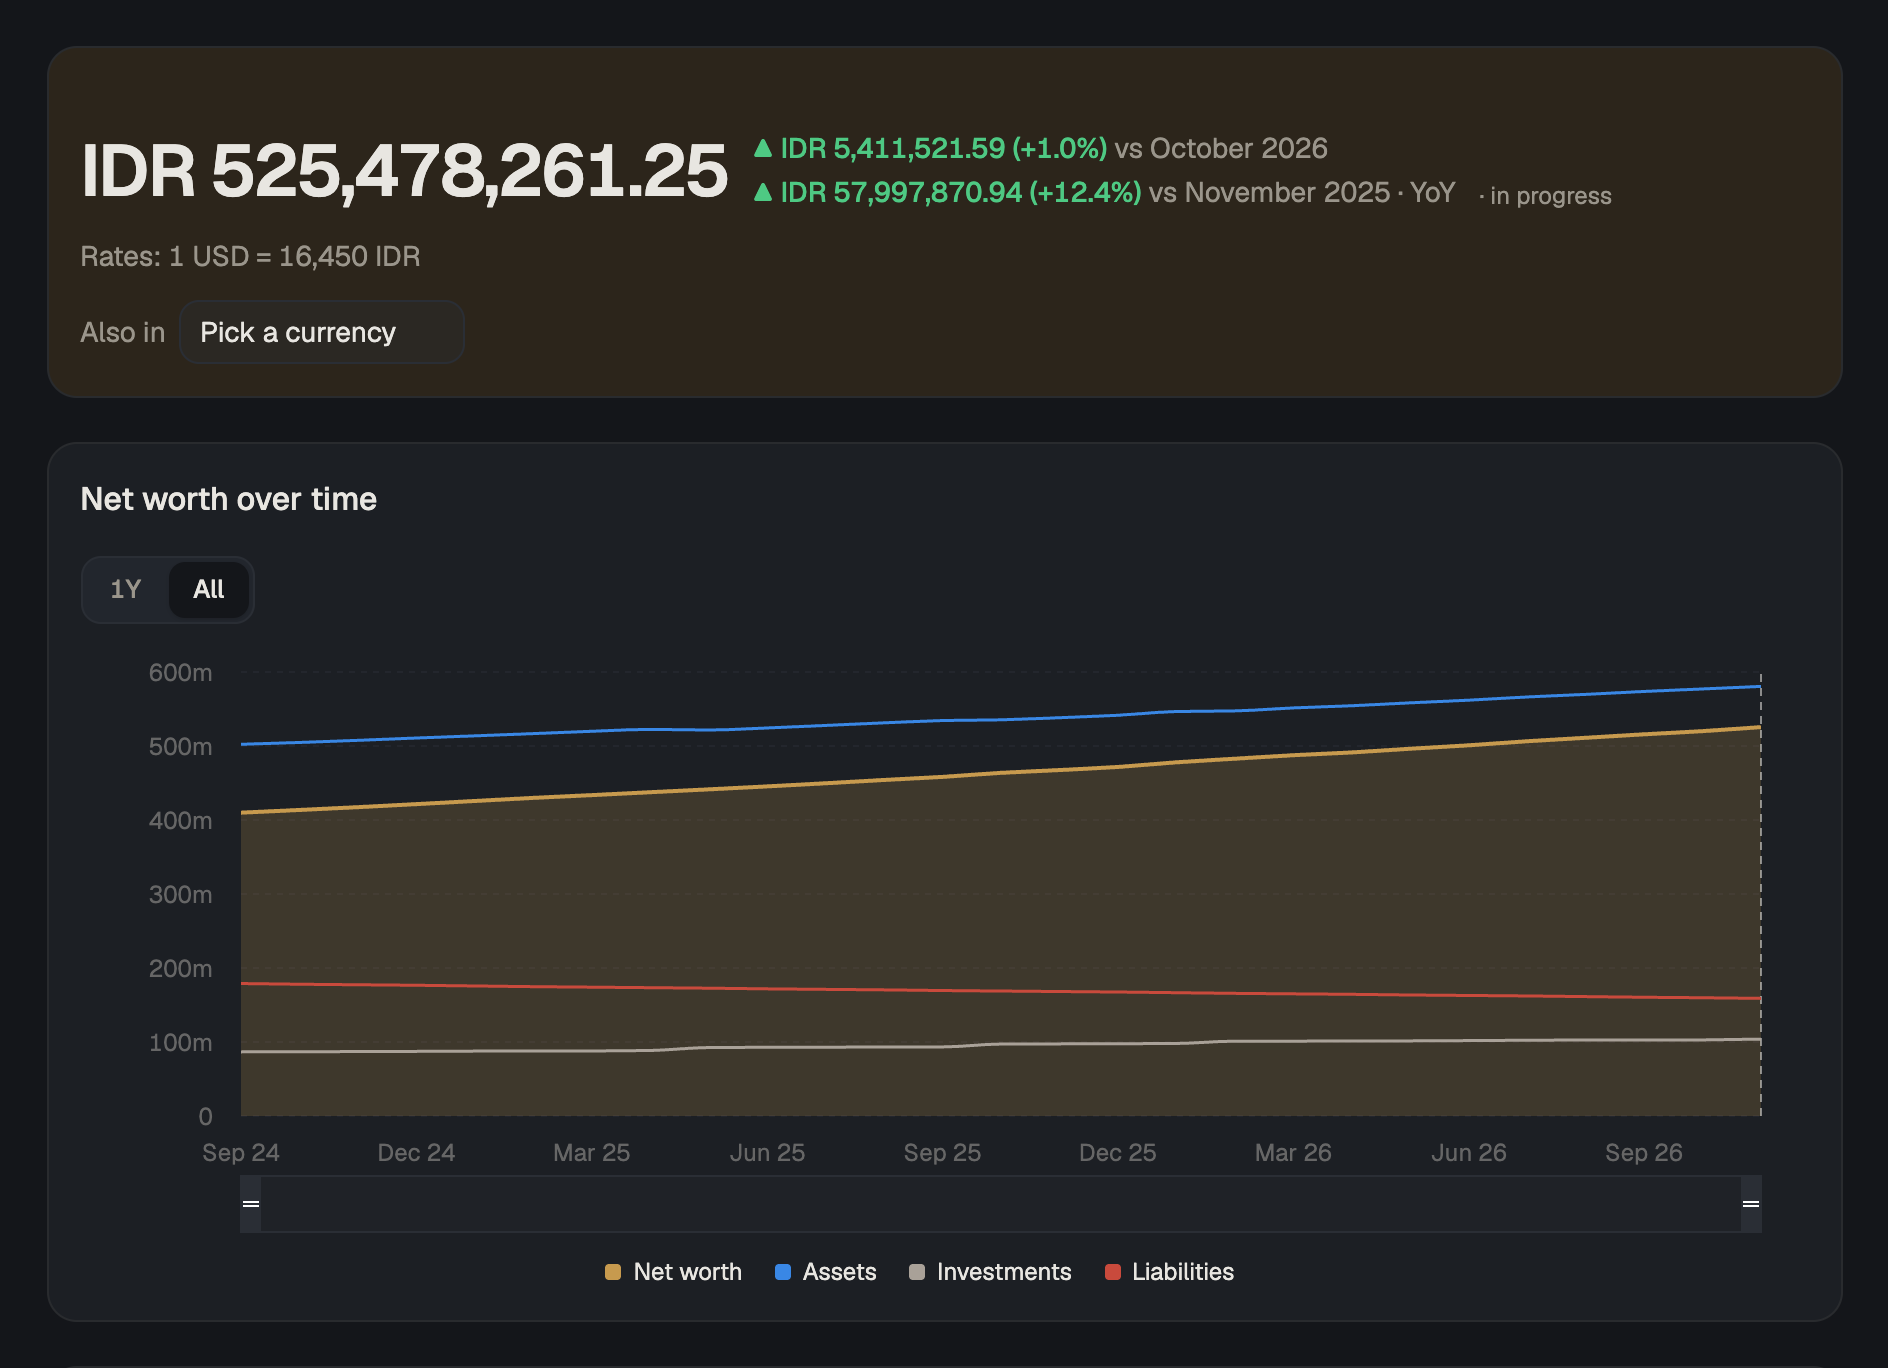 IDR 525,478,261.25
▲ IDR 5,411,521.59 (+1.0%) vs October 2026
▲ IDR 57,997,870.94 (+12.4%) vs November 2025 · YoY · in progress
Rates: 1 USD = 16,450 IDR
Also in Pick a currency
Net worth over time
1Y All
600m
500m
400m
300m
200m
100m
0
Sep 24 Dec 24 Mar 25 Jun 25 Sep 25 Dec 25 Mar 26 Jun 26 Sep 26
Net worth Assets Investments Liabilities